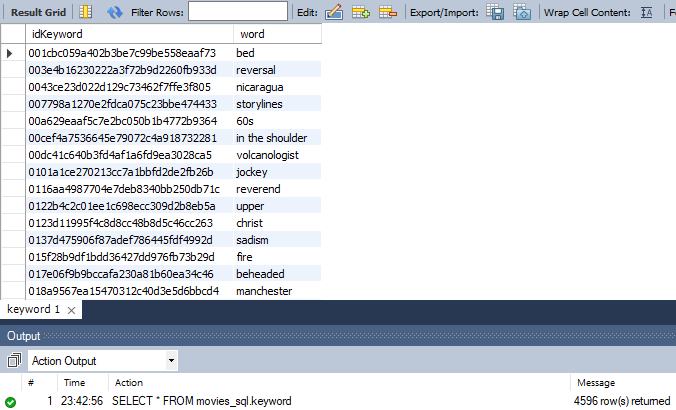 Result Grid Filter Rows: Edit: Export/Import: Wrap Cell Content: Fe
idKeyword word
001cbc059a402b3be7c99be558eaaf73 bed
003e4b16230222a3f72b9d2260fb933d reversal
0043ce23d022d129c73462f7ffe3f805 nicaragua
007798a1270e2fdca075c23bbe474433 storylines
00a629eaaf5c7e2bc050b1b4772b9364 60s
00cef4a7536645e79072c4a918732281 in the shoulder
00dc41c640b3fd4af1a6fd9ea3028ca5 volcanologist
0101a1ce270213cc7a1bbfd2de2fb26b jockey
0116aa4987704e7deb8340bb250db71c reverend
0122b4c2c01ee1c698ecc309d2b8eb5a upper
0123d11995f4c8d8cc48b8d5c46cc263 christ
0137d475906f87adef786445fdf4992d sadism
015f28b9df1bdd36427dd976fb73b29d fire
017e06f9b9bccafa230a81b60ea34c46 beheaded
018a9567ea15470312c40d3e5d6bbcd4 manchester
keyword 1
Output
Action Output
# Time Action Message
1 23:42:56 SELECT * FROM movies_sql.keyword 4596 row(s) returned